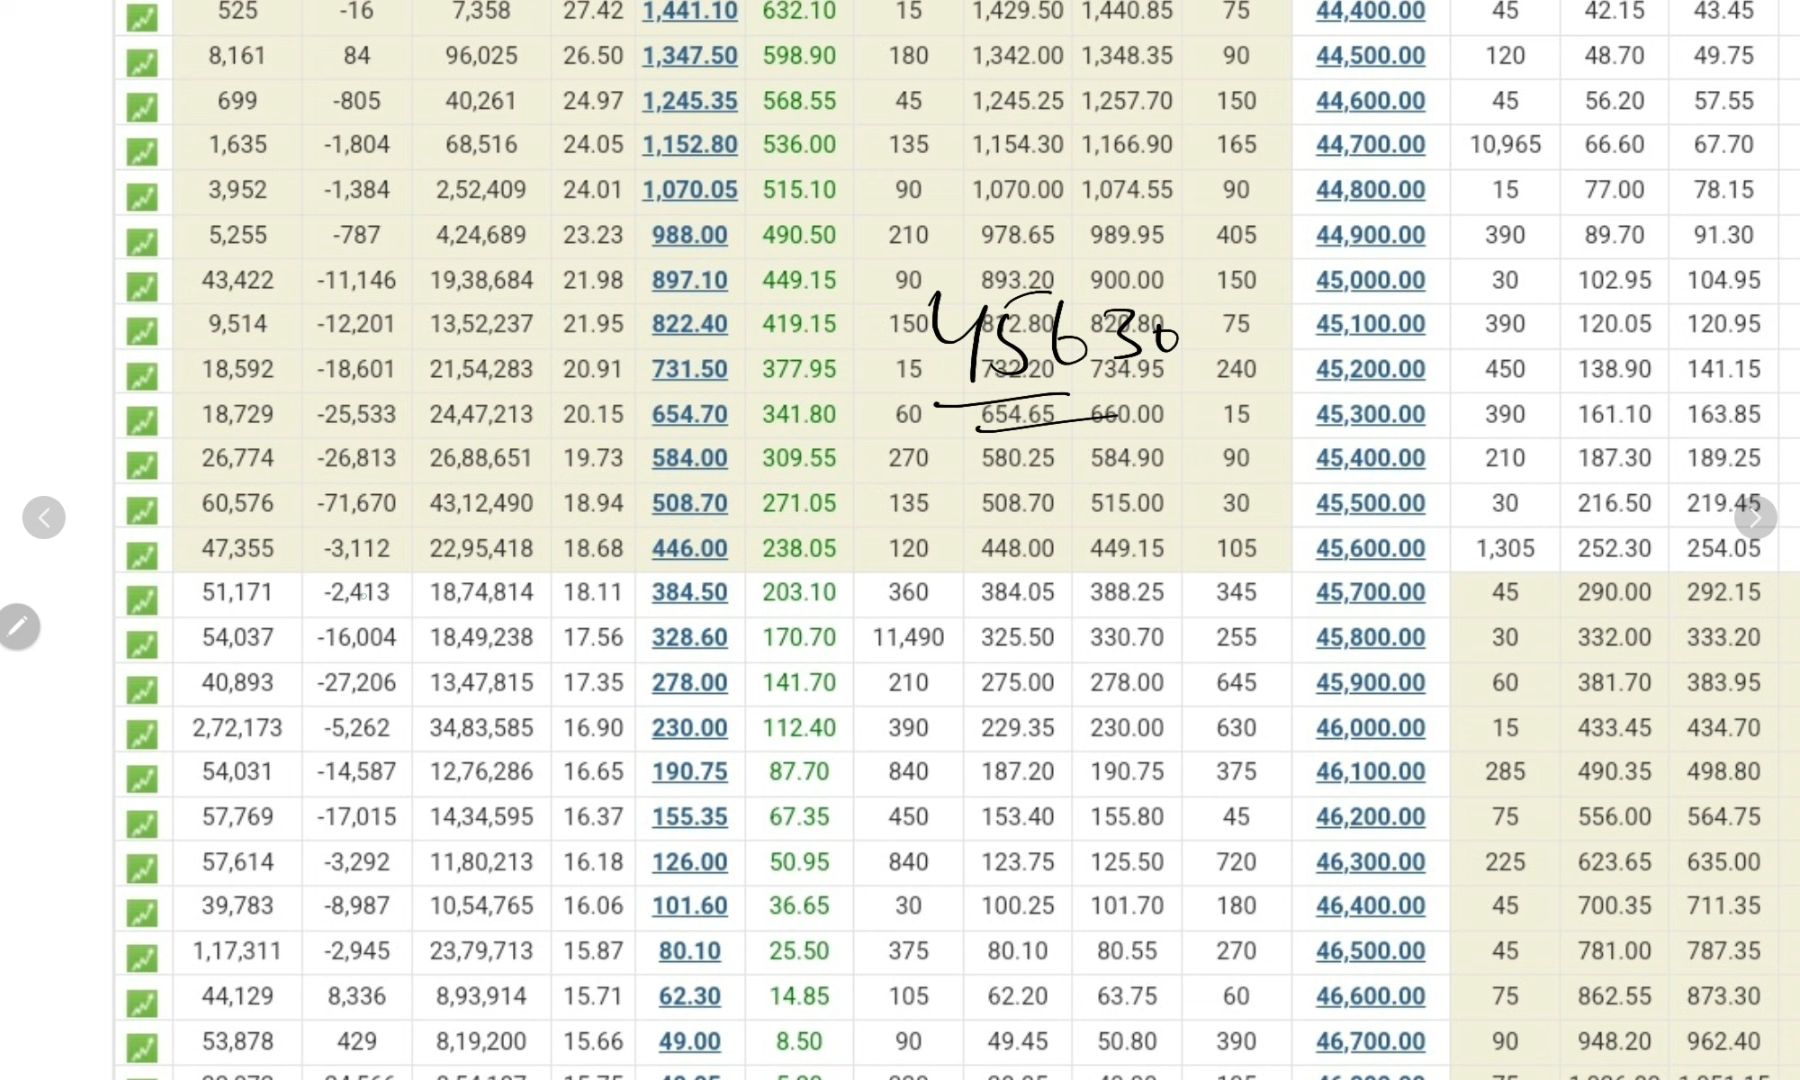 525 -16 7,358 27.42 1,441.10 632.10 15 1,429.50 1,440.85 75 44,400.00 45 42.15 43.45
8,161 84 96,025 26.50 1,347.50 598.90 180 1,342.00 1,348.35 90 44,500.00 120 48.70 49.75
699 -805 40,261 24.97 1,245.35 568.55 45 1,245.25 1,257.70 150 44,600.00 45 56.20 57.55
1,635 -1,804 68,516 24.05 1,152.80 536.00 135 1,154.30 1,166.90 165 44,700.00 10,965 66.60 67.70
3,952 -1,384 2,52,409 24.01 1,070.05 515.10 90 1,070.00 1,074.55 90 44,800.00 15 77.00 78.15
5,255 -787 4,24,689 23.23 988.00 490.50 210 978.65 989.95 405 44,900.00 390 89.70 91.30
43,422 -11,146 19,38,684 21.98 897.10 449.15 90 893.20 900.00 150 45,000.00 30 102.95 104.95
9,514 -12,201 13,52,237 21.95 822.40 419.15 150 812.80 820.80 75 45,100.00 390 120.05 120.95
45630
18,592 -18,601 21,54,283 20.91 731.50 377.95 15 732.20 734.95 240 45,200.00 450 138.90 141.15
18,729 -25,533 24,47,213 20.15 654.70 341.80 60 654.65 660.00 15 45,300.00 390 161.10 163.85
26,774 -26,813 26,88,651 19.73 584.00 309.55 270 580.25 584.90 90 45,400.00 210 187.30 189.25
60,576 -71,670 43,12,490 18.94 508.70 271.05 135 508.70 515.00 30 45,500.00 30 216.50 219.45
47,355 -3,112 22,95,418 18.68 446.00 238.05 120 448.00 449.15 105 45,600.00 1,305 252.30 254.05
51,171 -2,413 18,74,814 18.11 384.50 203.10 360 384.05 388.25 345 45,700.00 45 290.00 292.15
54,037 -16,004 18,49,238 17.56 328.60 170.70 11,490 325.50 330.70 255 45,800.00 30 332.00 333.20
40,893 -27,206 13,47,815 17.35 278.00 141.70 210 275.00 278.00 645 45,900.00 60 381.70 383.95
2,72,173 -5,262 34,83,585 16.90 230.00 112.40 390 229.35 230.00 630 46,000.00 15 433.45 434.70
54,031 -14,587 12,76,286 16.65 190.75 87.70 840 187.20 190.75 375 46,100.00 285 490.35 498.80
57,769 -17,015 14,34,595 16.37 155.35 67.35 450 153.40 155.80 45 46,200.00 75 556.00 564.75
57,614 -3,292 11,80,213 16.18 126.00 50.95 840 123.75 125.50 720 46,300.00 225 623.65 635.00
39,783 -8,987 10,54,765 16.06 101.60 36.65 30 100.25 101.70 180 46,400.00 45 700.35 711.35
1,17,311 -2,945 23,79,713 15.87 80.10 25.50 375 80.10 80.55 270 46,500.00 45 781.00 787.35
44,129 8,336 8,93,914 15.71 62.30 14.85 105 62.20 63.75 60 46,600.00 75 862.55 873.30
53,878 429 8,19,200 15.66 49.00 8.50 90 49.45 50.80 390 46,700.00 90 948.20 962.40